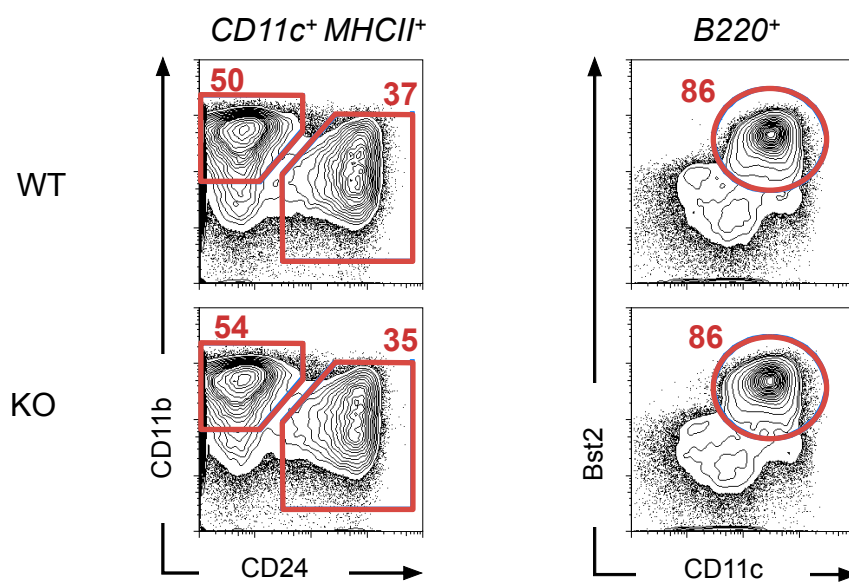 CD11c⁺ MHCII⁺
B220⁺
50
37
86
WT
54
35
86
KO
CD11b
Bst2
CD24
CD11c